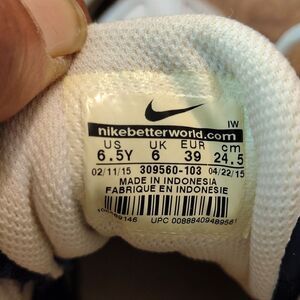 IW
nikebetterworld.com
US UK EUR cm
6.5Y 6 39 24.5
02/11/15 309560-103 04/22/15
MADE IN INDONESIA
FABRIQUE EN INDONESIE
UPC 00888409489561